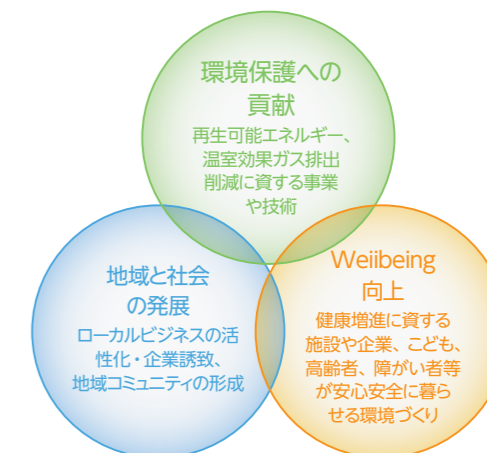 環境保護への
貢献
再生可能エネルギー、
温室効果ガス排出
削減に資する事業
や技術
地域と社会
の発展
ローカルビジネスの活
性化・企業誘致、
地域コミュニティの形成
Weiibeing
向上
健康増進に資する
施設や企業、こども、
高齢者、障がい者等
が安心安全に暮ら
せる環境づくり